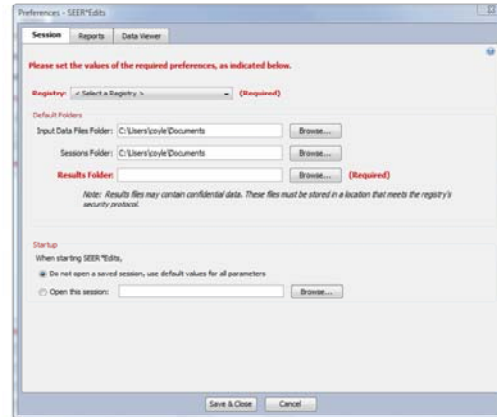 Preferences - SEER*Edits
Session Reports Data Viewer
Please set the values of the required preferences, as indicated below.
Registry: < Select a Registry > (Required)
Default Folders
Input Data Files Folder: C:\Users\coyle\Documents Browse...
Sessions Folder: C:\Users\coyle\Documents Browse...
Results Folder: Browse... (Required)
Note: Results files may contain confidential data. These files must be stored in a location that meets the registry's
security protocol.
Startup
When starting SEER*Edits,
Do not open a saved session, use default values for all parameters
Open this session: Browse...
Save & Close Cancel